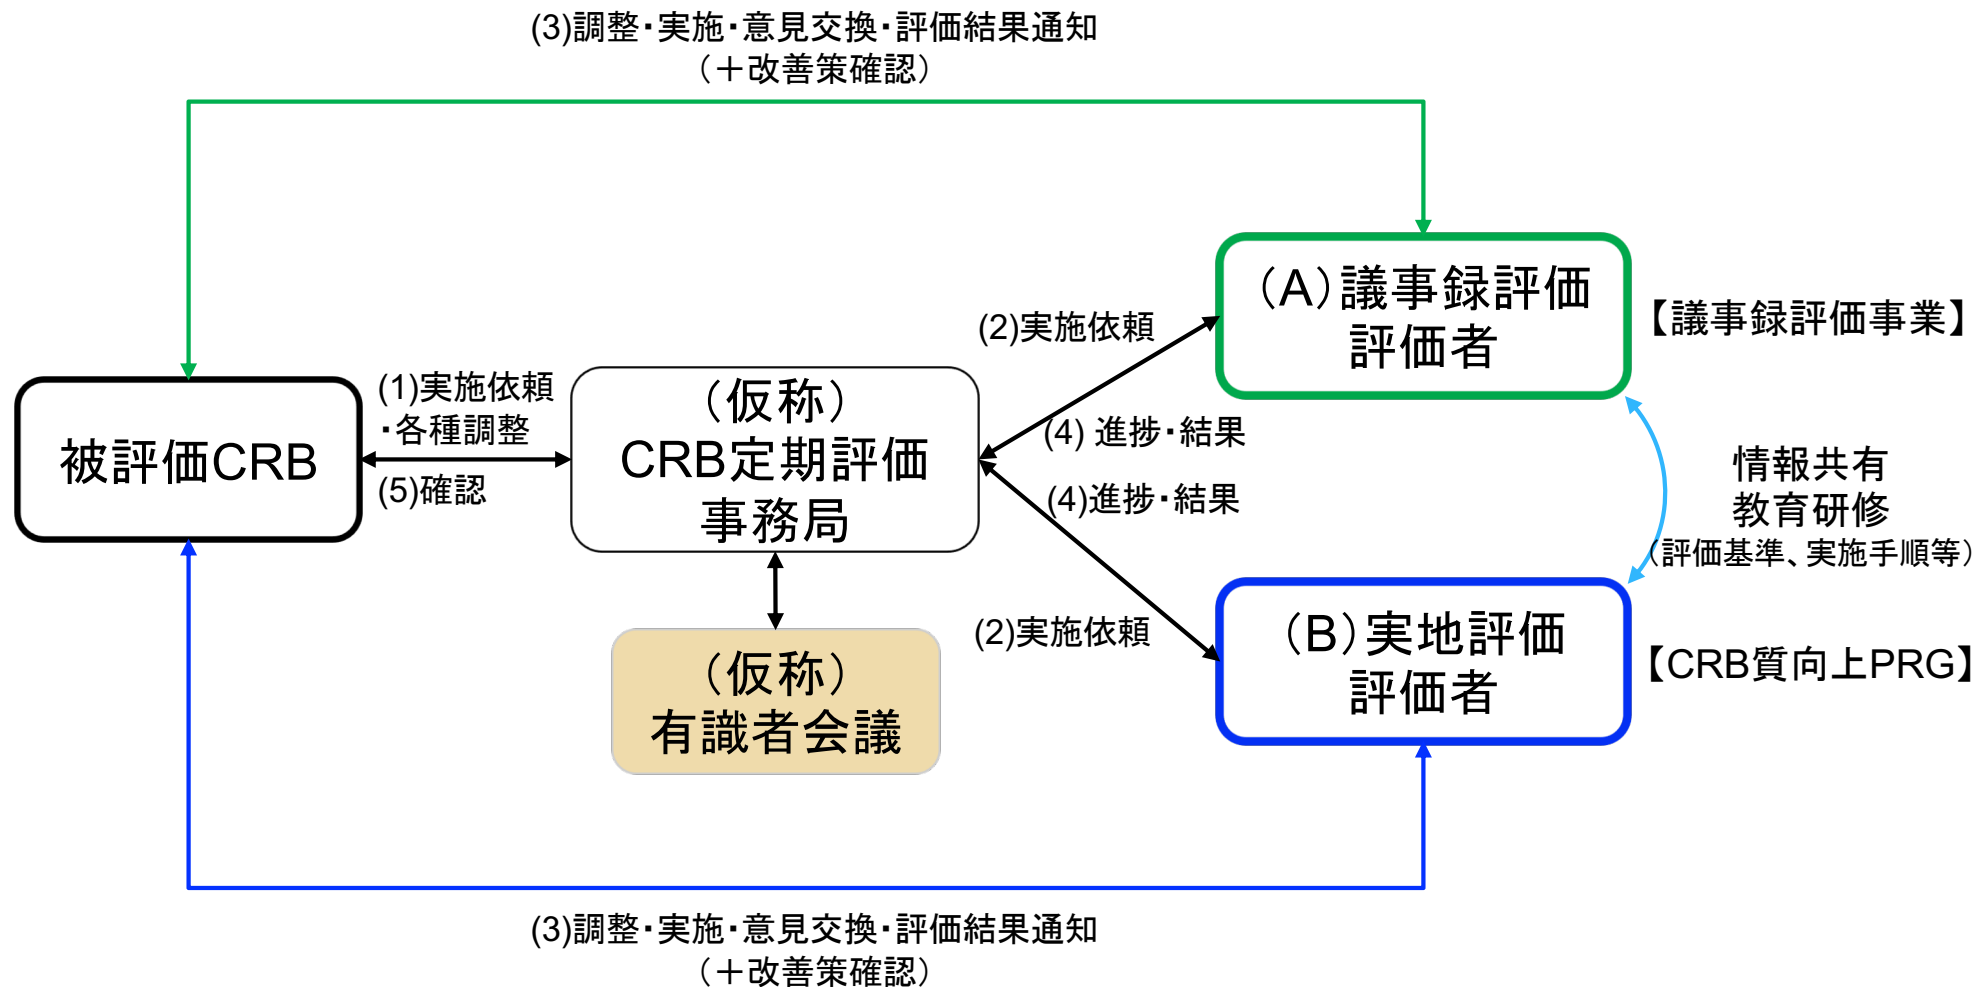 (3)調整・実施・意見交換・評価結果通知
（＋改善策確認）
（A）議事録評価
評価者
【議事録評価事業】
(2)実施依頼
(1)実施依頼
・各種調整
（仮称）
CRB定期評価
事務局
被評価CRB
(5)確認
(4) 進捗・結果
(4)進捗・結果
情報共有
教育研修
（評価基準、実施手順等）
(2)実施依頼
（B）実地評価
評価者
【CRB質向上PRG】
（仮称）
有識者会議
(3)調整・実施・意見交換・評価結果通知
（＋改善策確認）